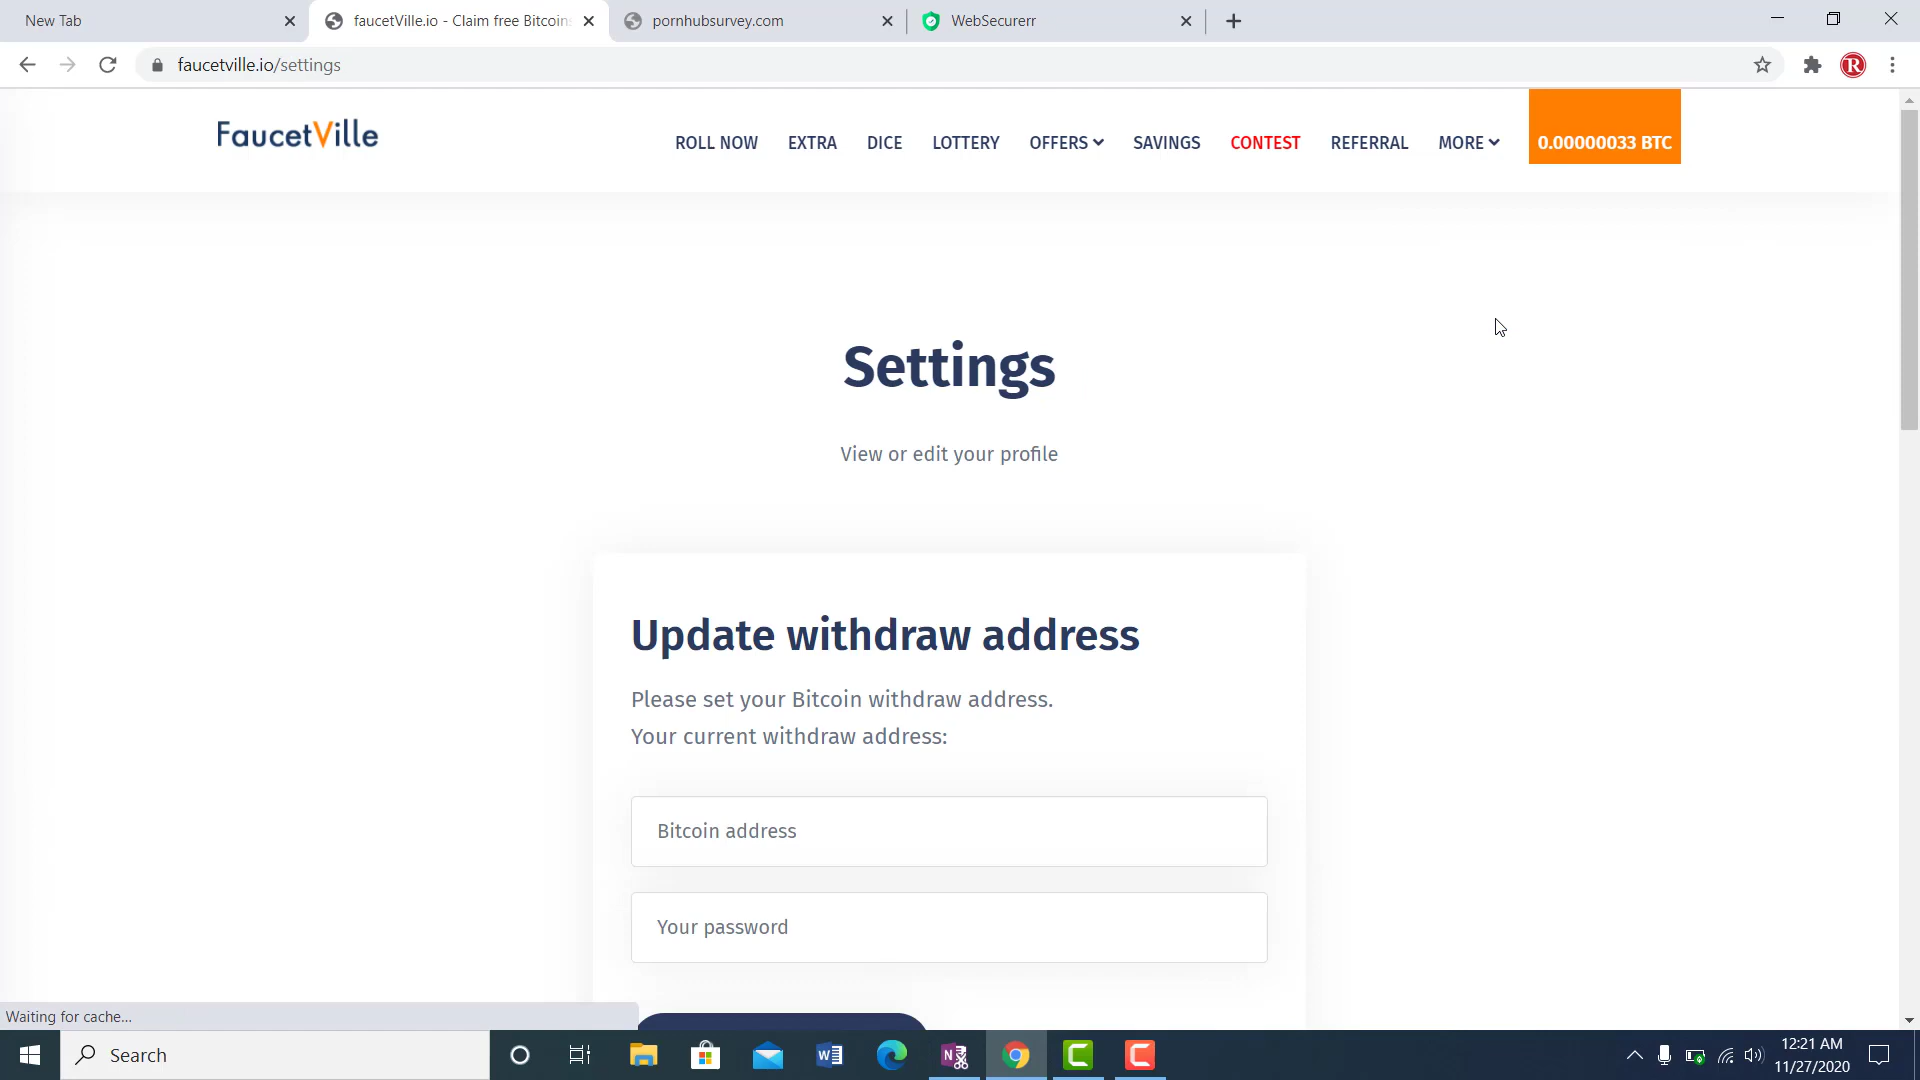 New Tab
faucetVille.io - Claim free Bitcoin
pornhubsurvey.com
WebSecurerr
faucetville.io/settings
R
FaucetVille
ROLL NOW
EXTRA
DICE
LOTTERY
OFFERS
SAVINGS
CONTEST
REFERRAL
MORE
0.00000033 BTC
Settings
View or edit your profile
Update withdraw address
Please set your Bitcoin withdraw address.
Your current withdraw address:
Bitcoin address
Your password
Waiting for cache...
Search
N
W
C
C
12:21 AM
11/27/2020